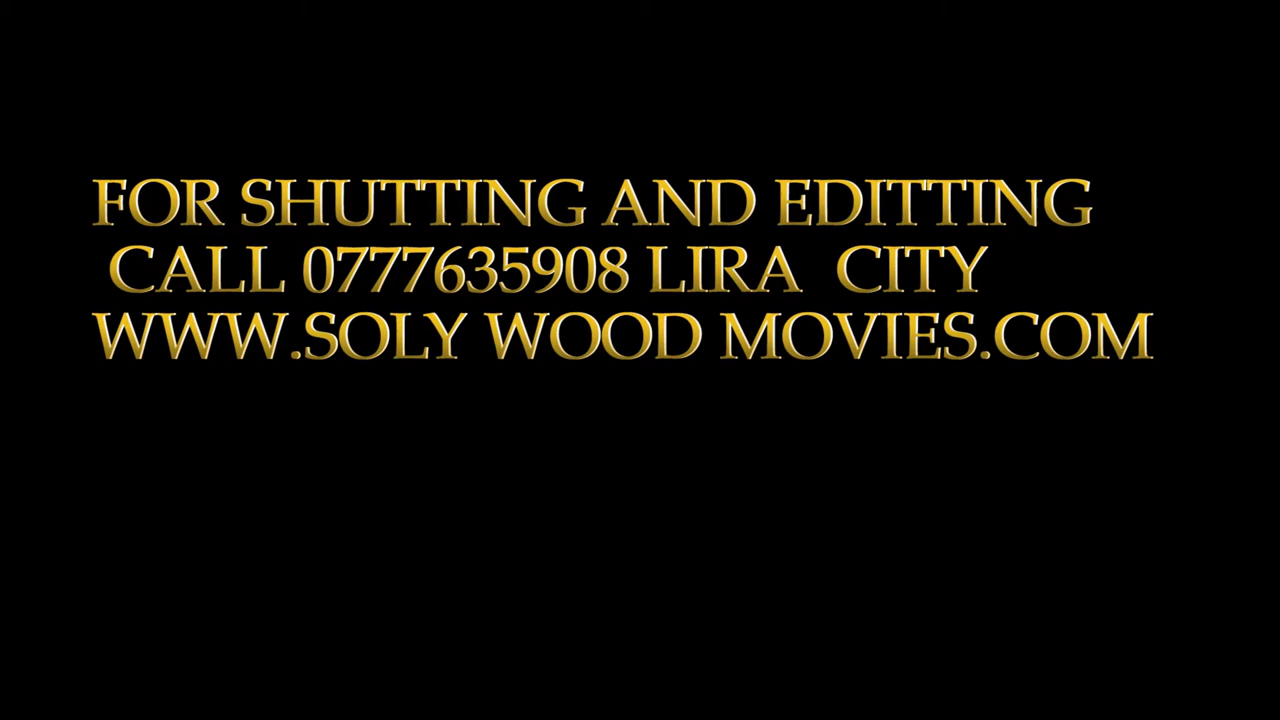 FOR SHUTTING AND EDITTING
CALL 0777635908 LIRA CITY
WWW.SOLY WOOD MOVIES.COM